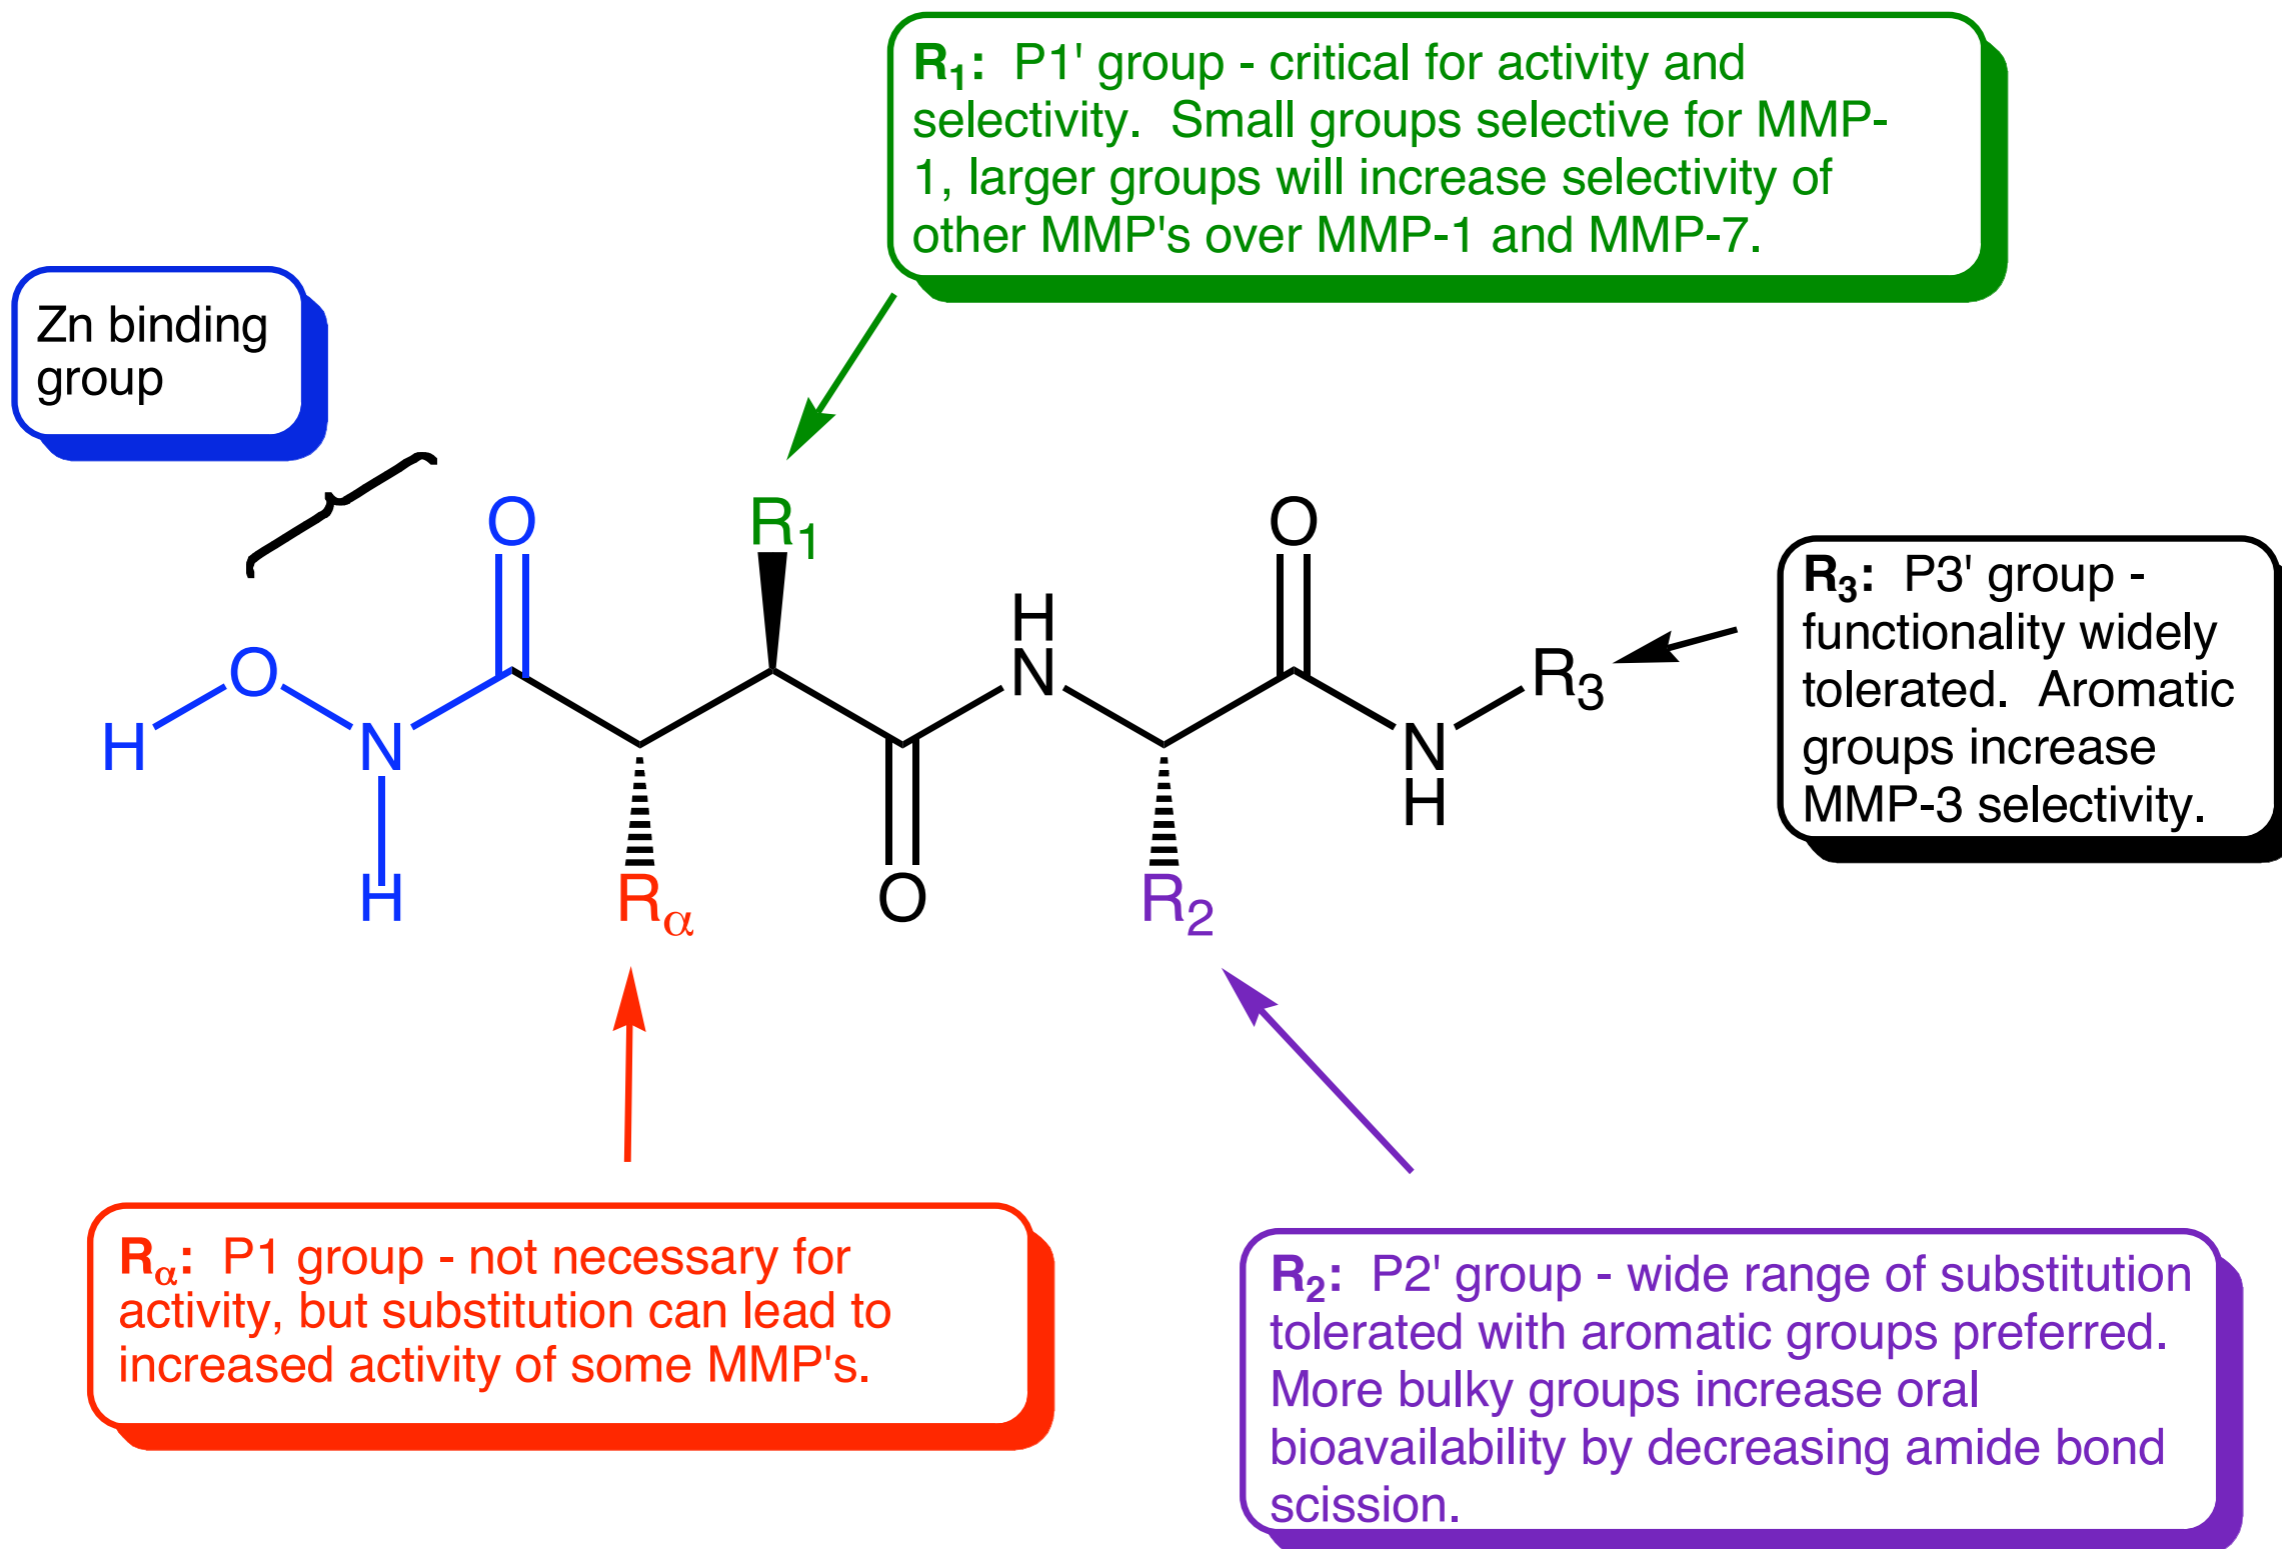 R1: P1' group - critical for activity and
selectivity. Small groups selective for MMP-
1, larger groups will increase selectivity of
other MMP's over MMP-1 and MMP-7.
Zn binding
group
O
R1
O
H
N
R3
H
O
N
H
Rα
O
R2
N
H
R3: P3' group -
functionality widely
tolerated. Aromatic
groups increase
MMP-3 selectivity.
Rα: P1 group - not necessary for
activity, but substitution can lead to
increased activity of some MMP's.
R2: P2' group - wide range of substitution
tolerated with aromatic groups preferred.
More bulky groups increase oral
bioavailability by decreasing amide bond
scission.